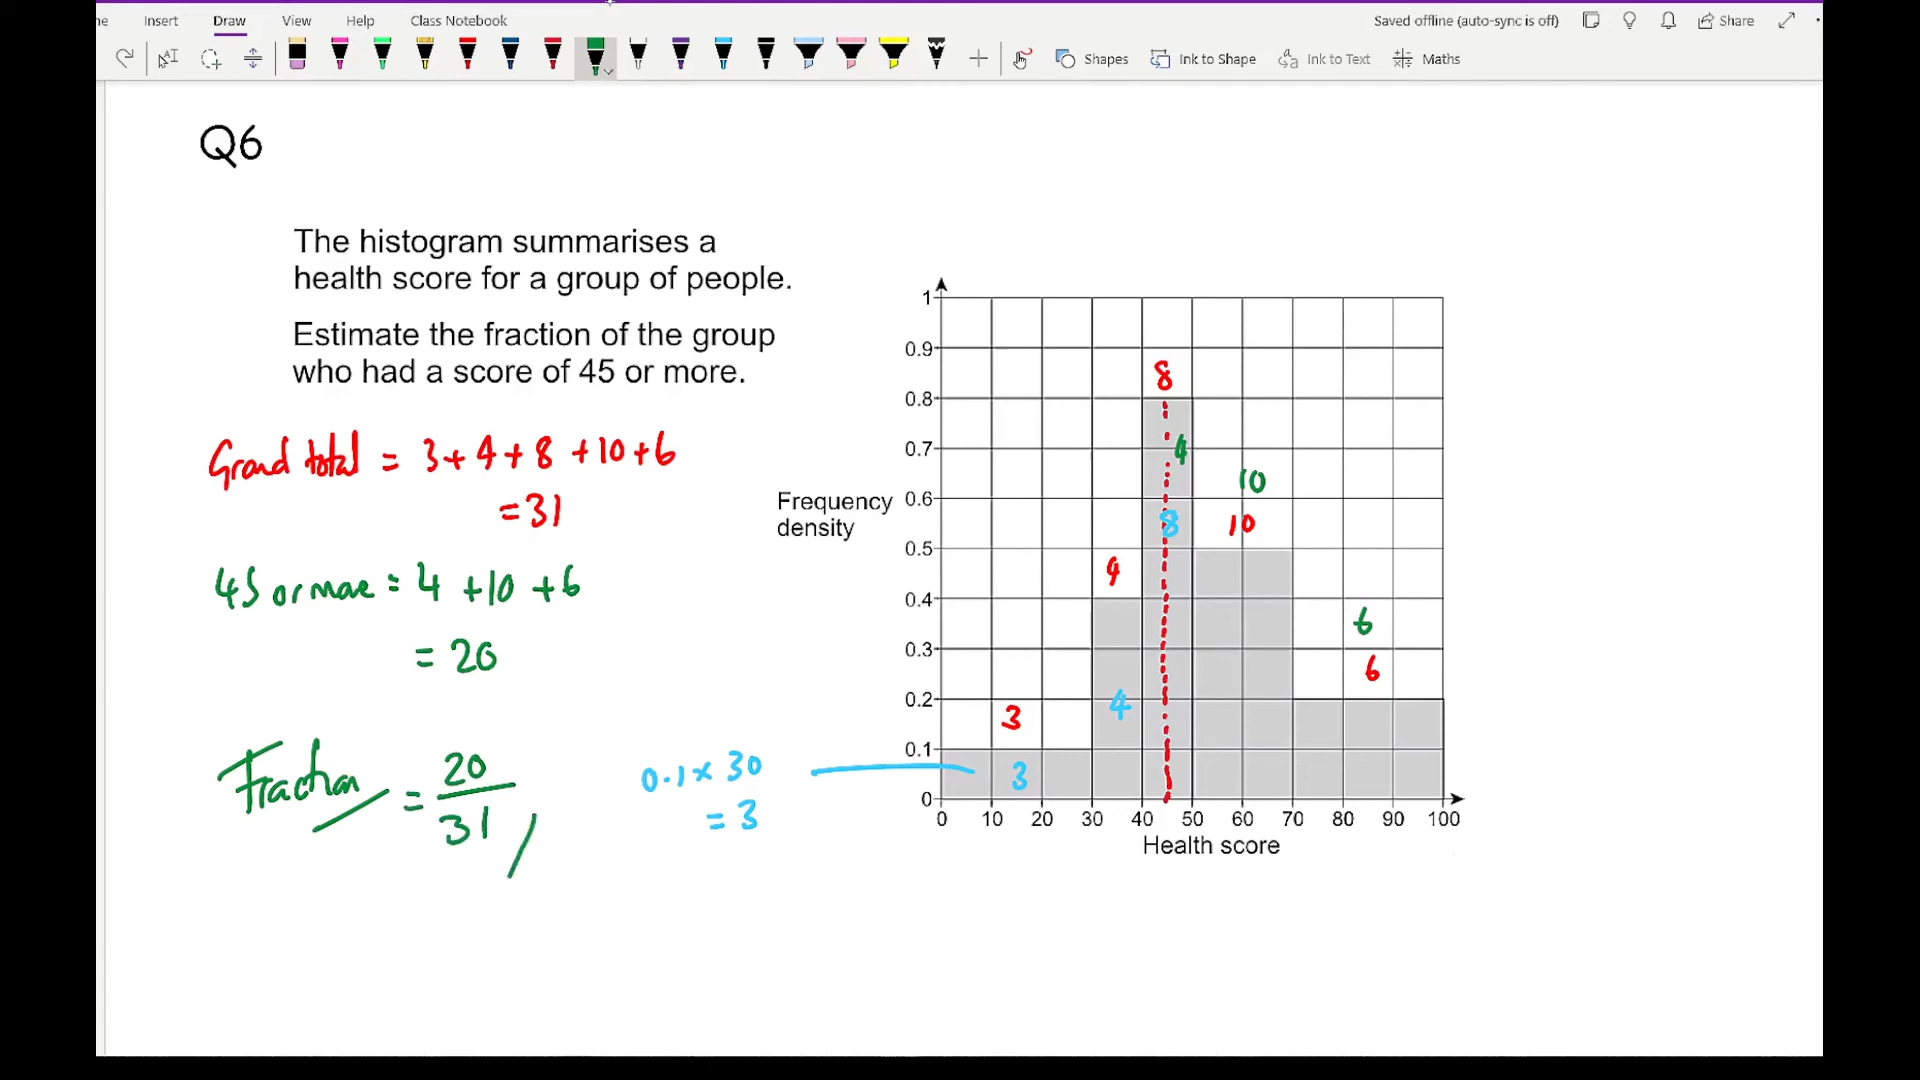 Insert Draw View Help Class Notebook Saved offline (auto-sync is off) Share
Shapes Ink to Shape Ink to Text Maths
Q6
The histogram summarises a
health score for a group of people.
Estimate the fraction of the group
who had a score of 45 or more.
Grand total = 3 + 4 + 8 + 10 + 6
= 31
45 or more = 4 + 10 + 6
= 20
Fraction = 20
31
0.1 × 30
= 3
Frequency
density
1
0.9
0.8
0.7
0.6
0.5
0.4
0.3
0.2
0.1
0
8
4
10
8
10
4
6
6
4
3
3
0 10 20 30 40 50 60 70 80 90 100
Health score